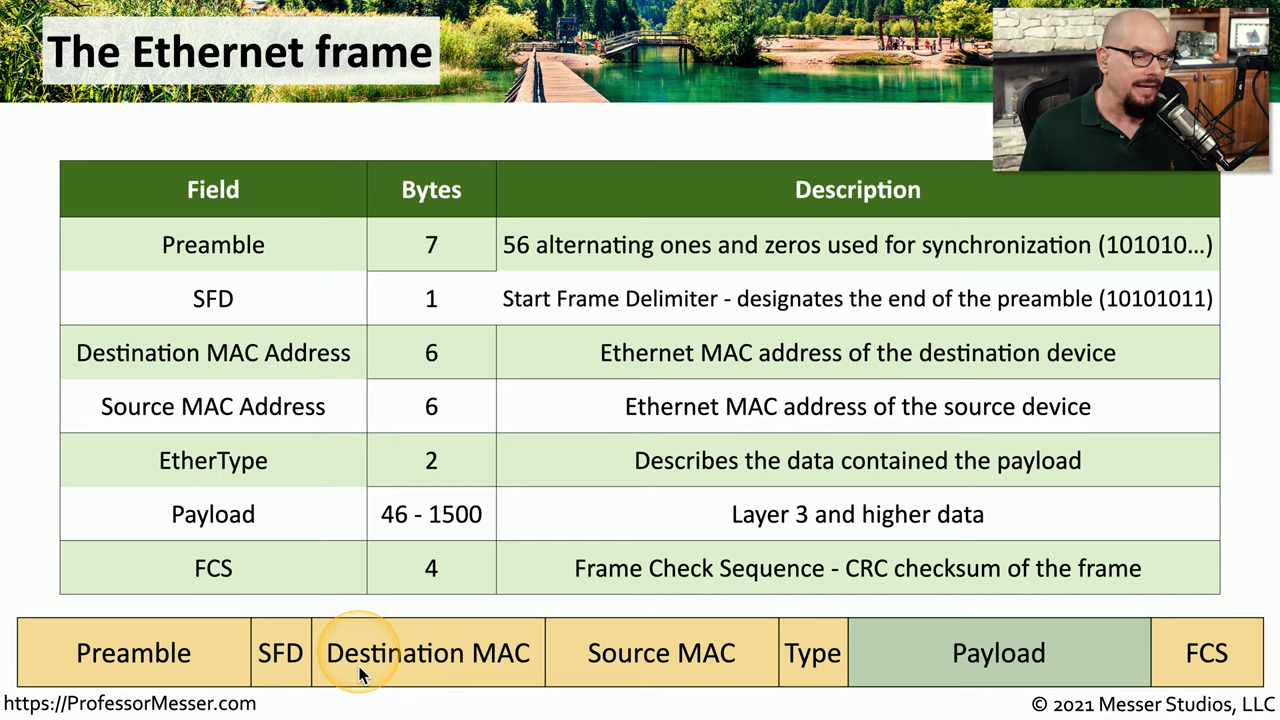 The Ethernet frame
Field Bytes Description
Preamble 7 56 alternating ones and zeros used for synchronization (101010...)
SFD 1 Start Frame Delimiter - designates the end of the preamble (10101011)
Destination MAC Address 6 Ethernet MAC address of the destination device
Source MAC Address 6 Ethernet MAC address of the source device
EtherType 2 Describes the data contained the payload
Payload 46 - 1500 Layer 3 and higher data
FCS 4 Frame Check Sequence - CRC checksum of the frame
Preamble SFD Destination MAC Source MAC Type Payload FCS
https://ProfessorMesser.com © 2021 Messer Studios, LLC